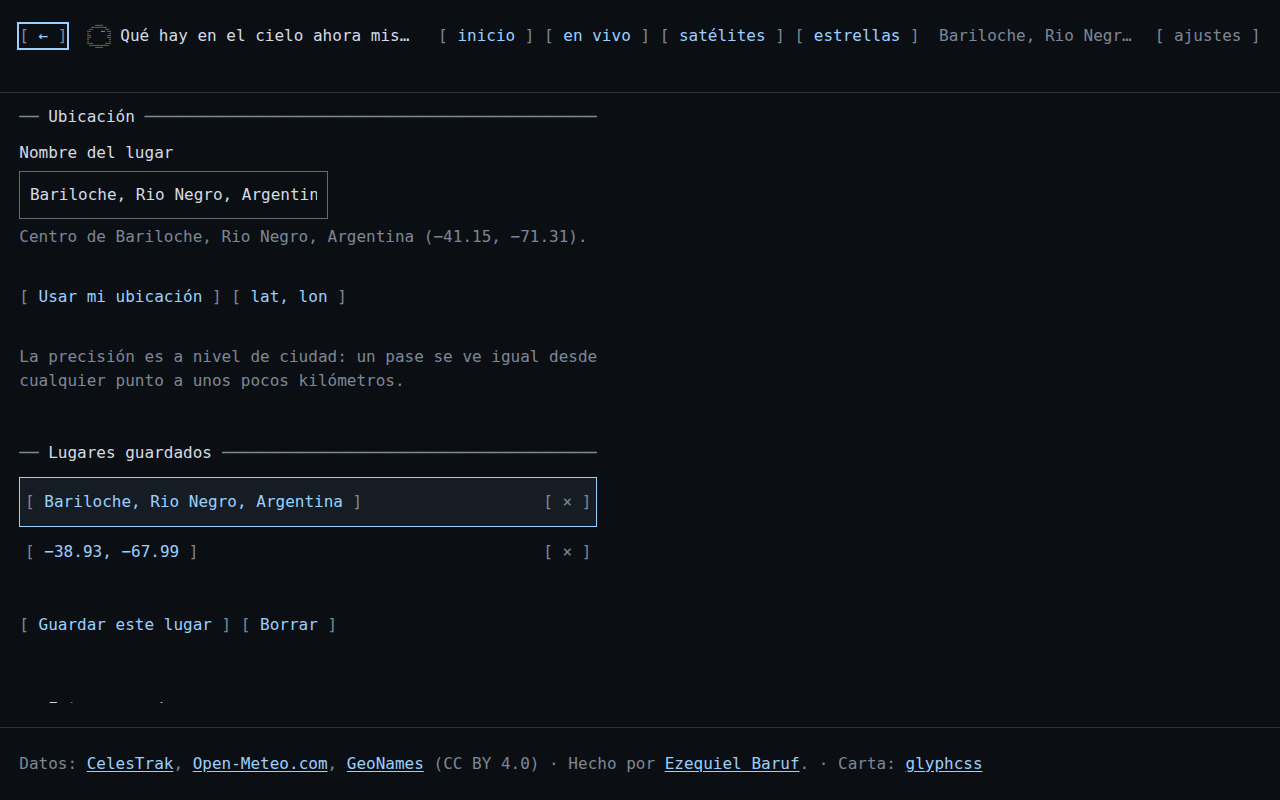 [ ← ] Qué hay en el cielo ahora mis… [ inicio ] [ en vivo ] [ satélites ] [ estrellas ] Bariloche, Rio Negr… [ ajustes ]
Ubicación
Nombre del lugar
Bariloche, Rio Negro, Argentin
Centro de Bariloche, Rio Negro, Argentina (−41.15, −71.31).
[ Usar mi ubicación ] [ lat, lon ]
La precisión es a nivel de ciudad: un pase se ve igual desde
cualquier punto a unos pocos kilómetros.
Lugares guardados
[ Bariloche, Rio Negro, Argentina ] [ × ]
[ −38.93, −67.99 ] [ × ]
[ Guardar este lugar ] [ Borrar ]
Datos: CelesTrak, Open-Meteo.com, GeoNames (CC BY 4.0) · Hecho por Ezequiel Baruf. · Carta: glyphcss